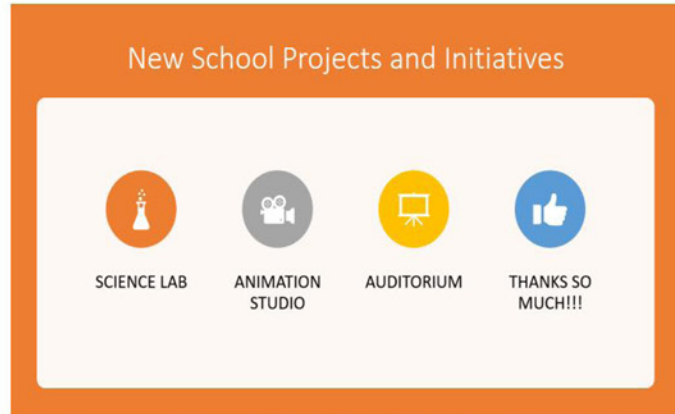 New School Projects and Initiatives
SCIENCE LAB
ANIMATION
STUDIO
AUDITORIUM
THANKS SO
MUCH!!!